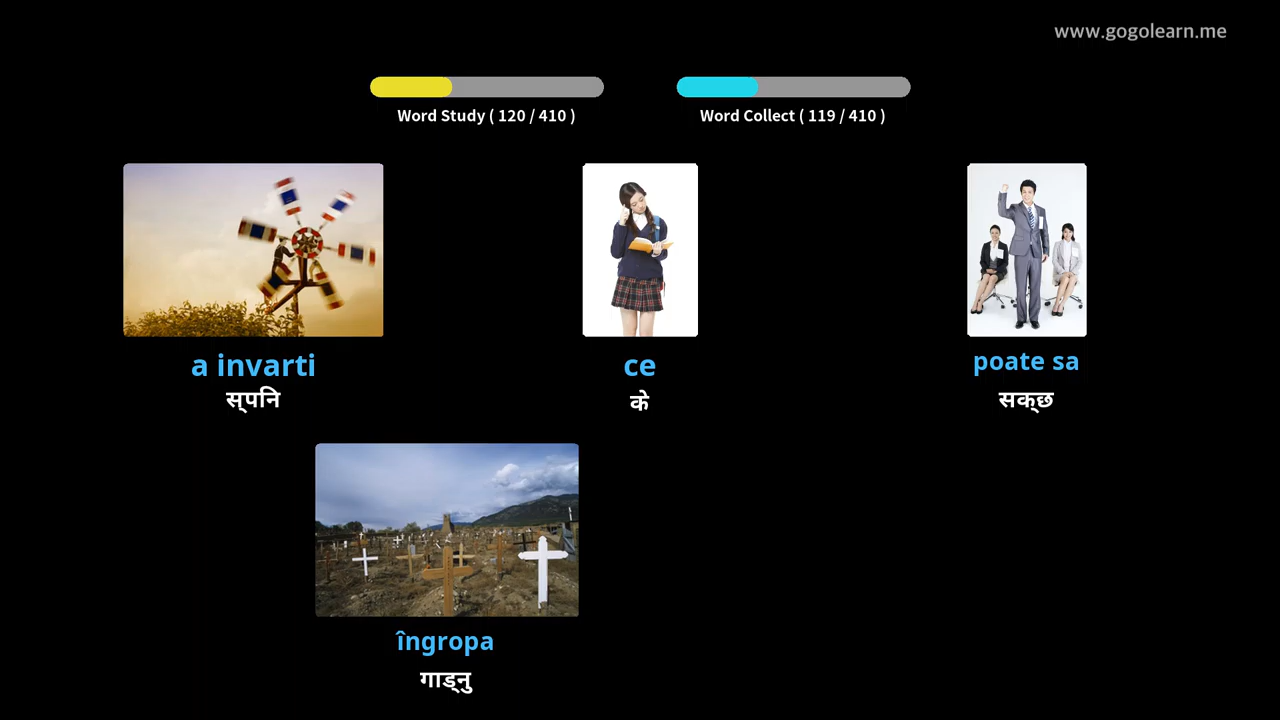 www.gogolearn.me
Word Study ( 120 / 410 )
Word Collect ( 119 / 410 )
a invarti
स्पनि
ce
के
poate sa
सक्छ
îngropa
गाड्नु